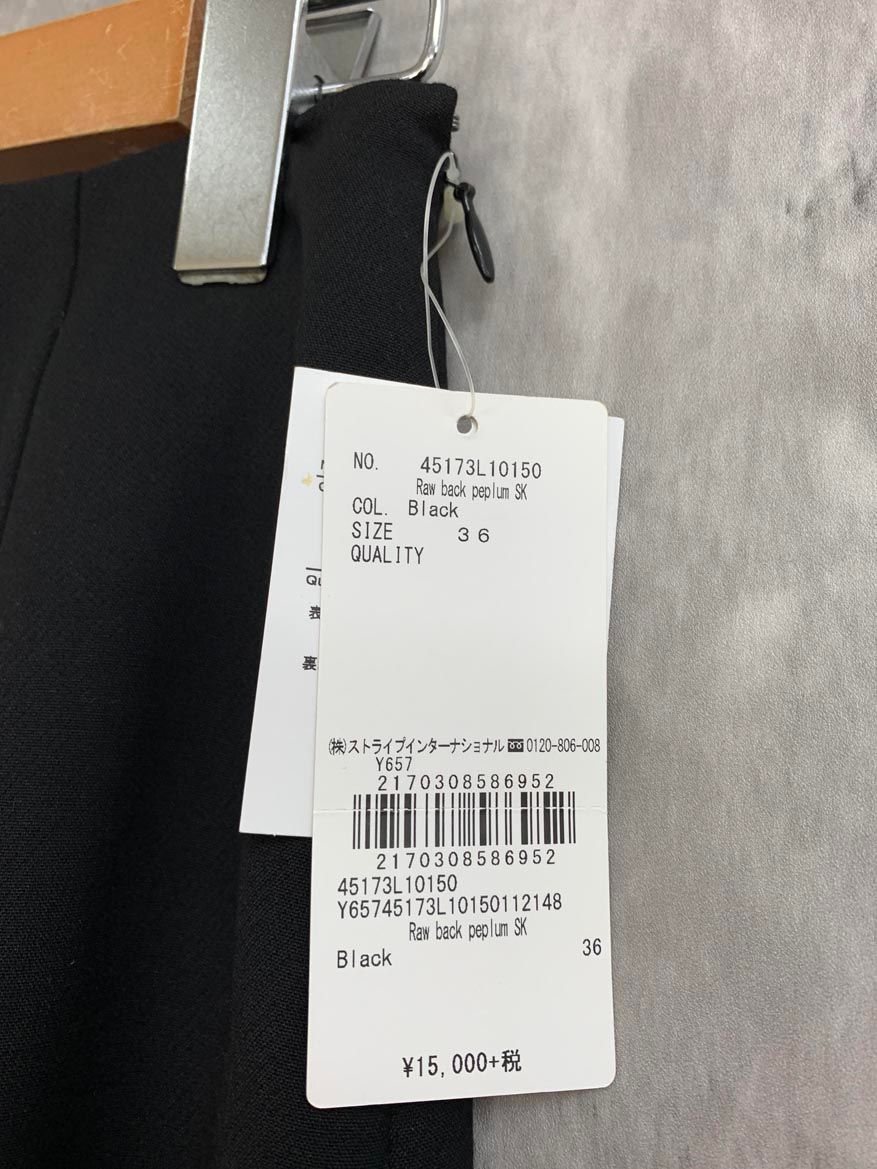 NO. 45173L10150
Raw back peplum SK
COL. Black
SIZE 36
QUALITY
㈱ストライプインターナショナル 0120-806-008
Y657
2170308586952
2170308586952
45173L10150
Y65745173L10150112148
Raw back peplum SK
Black 36
¥15,000+税
表
裏